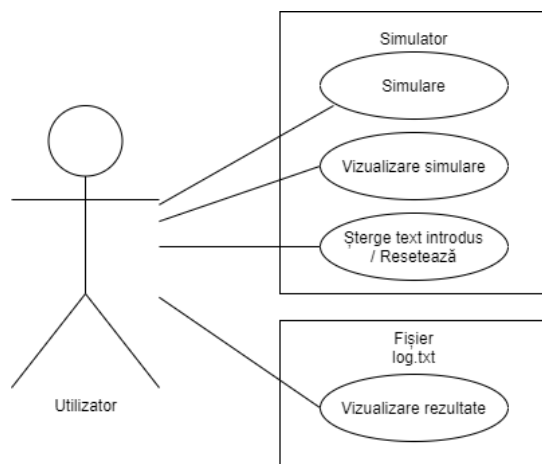 Simulator
Simulare
Vizualizare simulare
Șterge text introdus
/ Resetează
Fișier
log.txt
Vizualizare rezultate
Utilizator